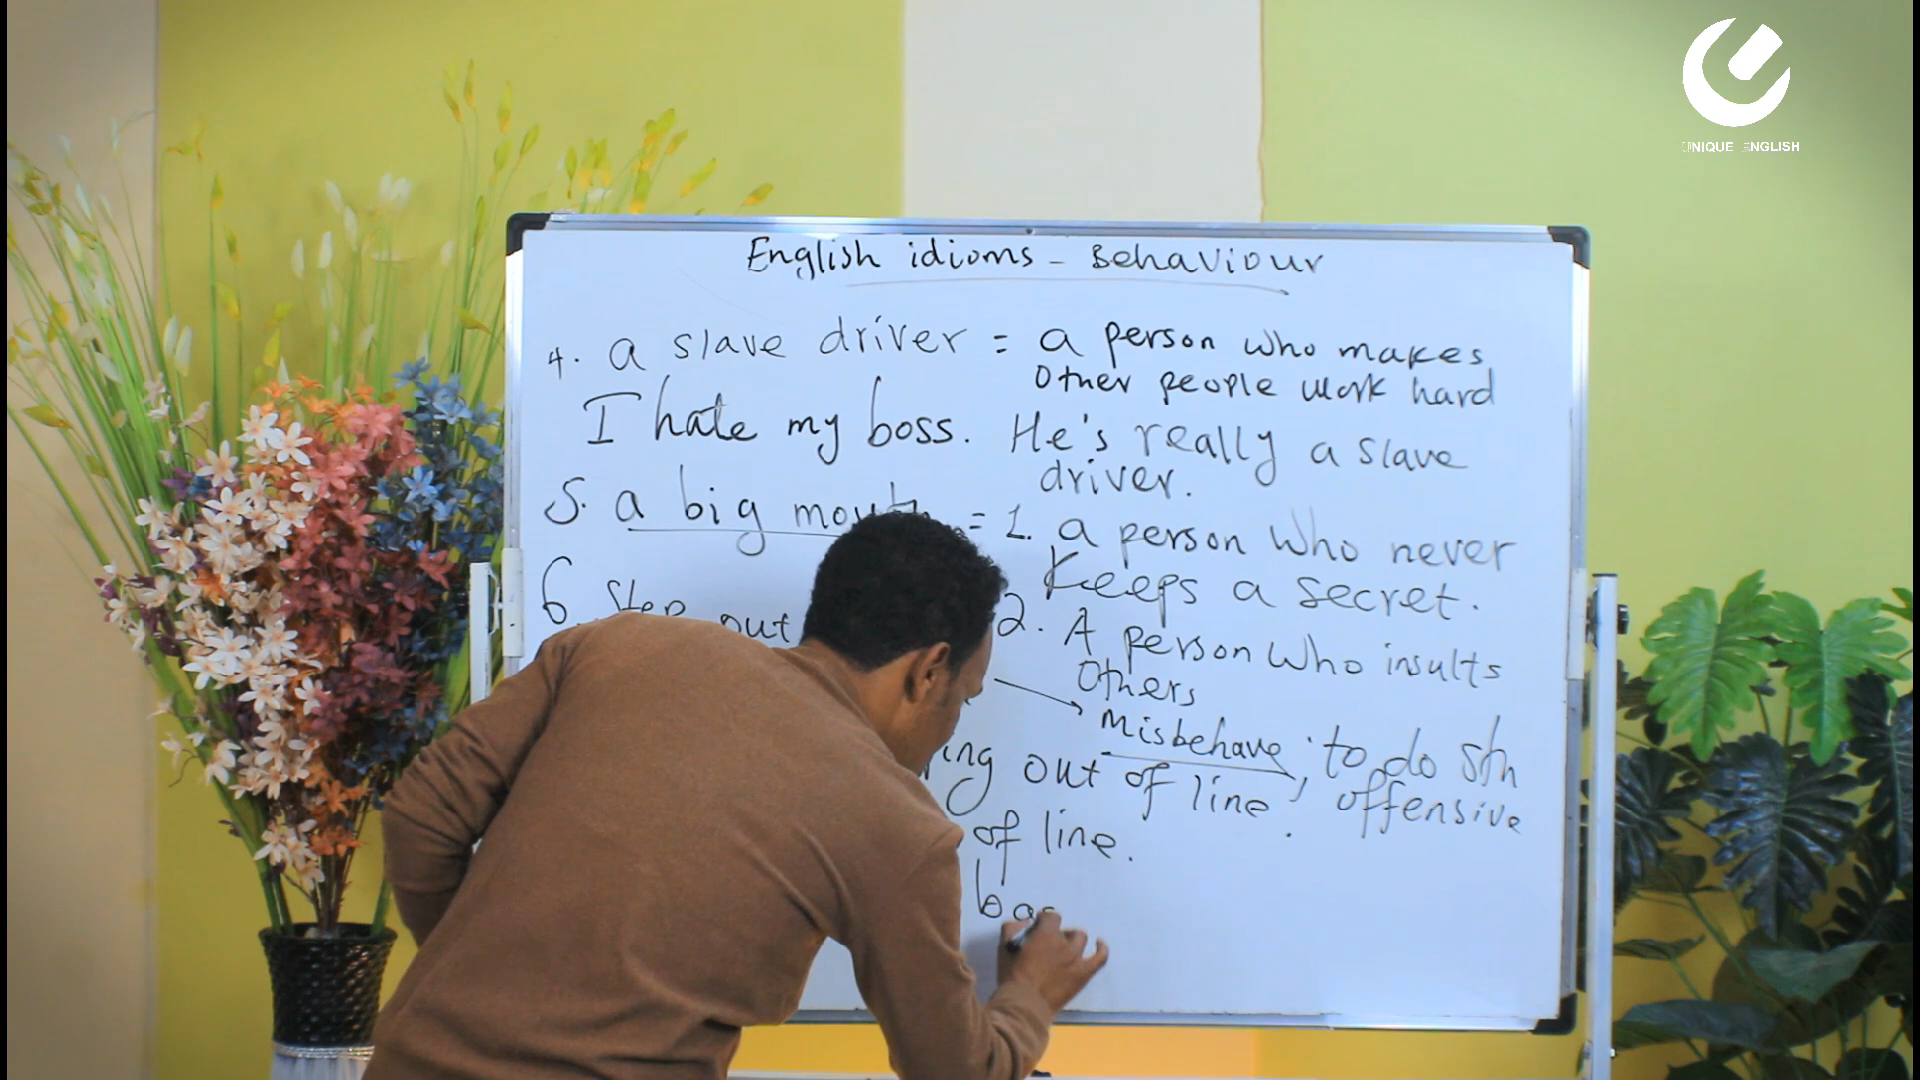 UNIQUE ENGLISH
English idioms - Behaviour
4. a slave driver = a person who makes
other people work hard
I hate my boss. He's really a slave
driver.
5. a big mouth = 1. a person who never
keeps a secret.
6. Step out 2. A person who insults
others
Misbehave, to do sth
offensive
out of line.
of line.